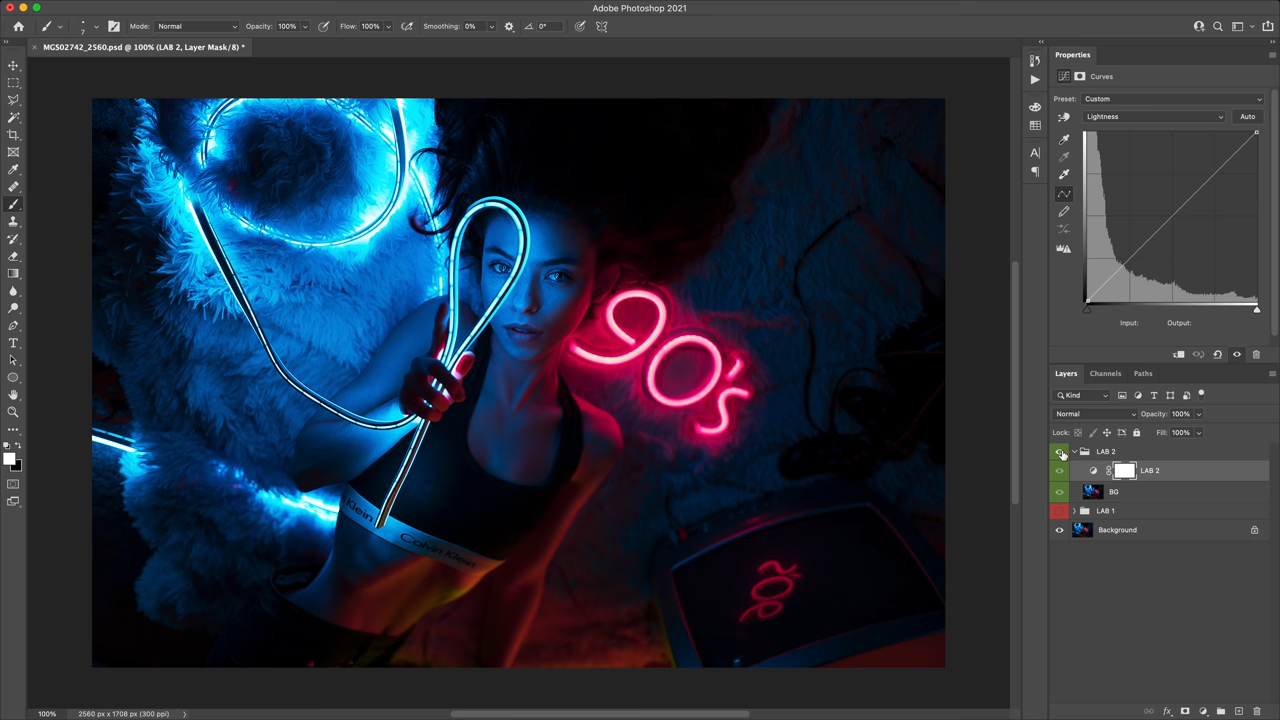 Adobe Photoshop 2021
7 Mode: Normal Opacity: 100% Flow: 100% Smoothing: 0% 0°
MGS02742_2560.psd @ 100% (LAB 2, Layer Mask/8) *
Properties
Curves
Preset: Custom
Lightness Auto
Input: Output:
90's
Klein
Calvin Klein
Layers Channels Paths
Kind
Normal Opacity: 100%
Lock: Fill: 100%
LAB 2
LAB 2
BG
LAB 1
Background
100% 2560 px x 1708 px (300 ppi)